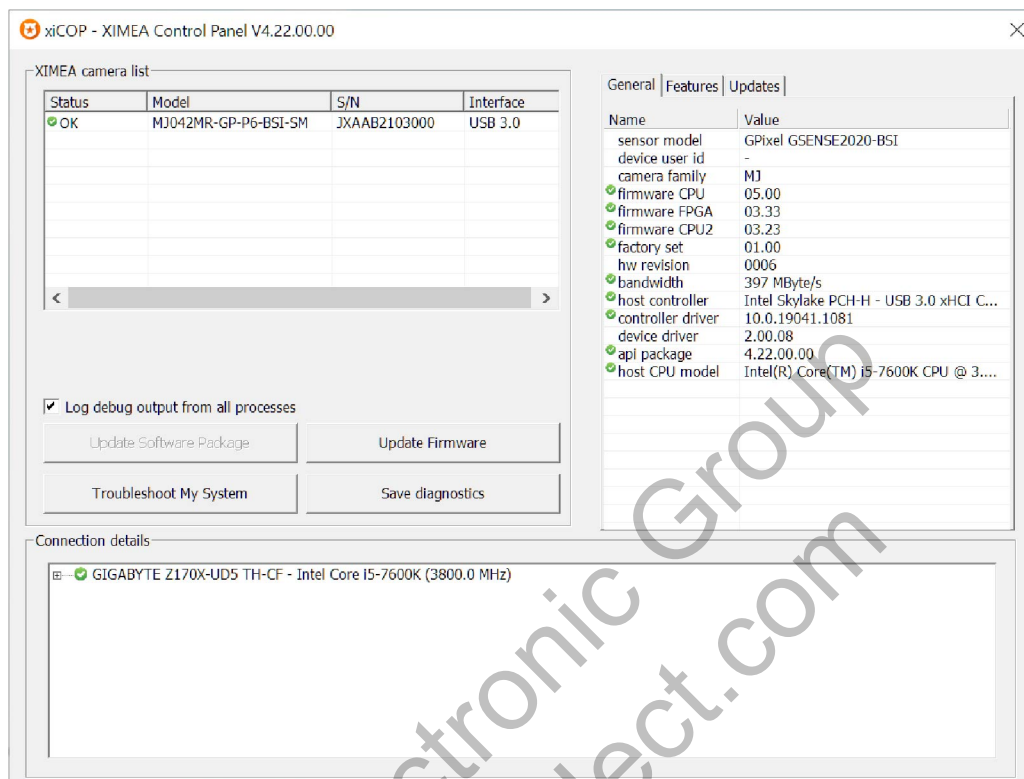 xiCOP - XIMEA Control Panel V4.22.00.00
XIMEA camera list
Status Model S/N Interface
OK MJ042MR-GP-P6-BSI-SM JXAAB2103000 USB 3.0
Log debug output from all processes
Update Software Package Update Firmware
Troubleshoot My System Save diagnostics
General Features Updates
Name Value
sensor model GPixel GSENSE2020-BSI
device user id -
camera family MJ
firmware CPU 05.00
firmware FPGA 03.33
firmware CPU2 03.23
factory set 01.00
hw revision 0006
bandwidth 397 MByte/s
host controller Intel Skylake PCH-H - USB 3.0 xHCI C...
controller driver 10.0.19041.1081
device driver 2.00.08
api package 4.22.00.00
host CPU model Intel(R) Core(TM) i5-7600K CPU @ 3....
Connection details
GIGABYTE Z170X-UD5 TH-CF - Intel Core i5-7600K (3800.0 MHz)
Group